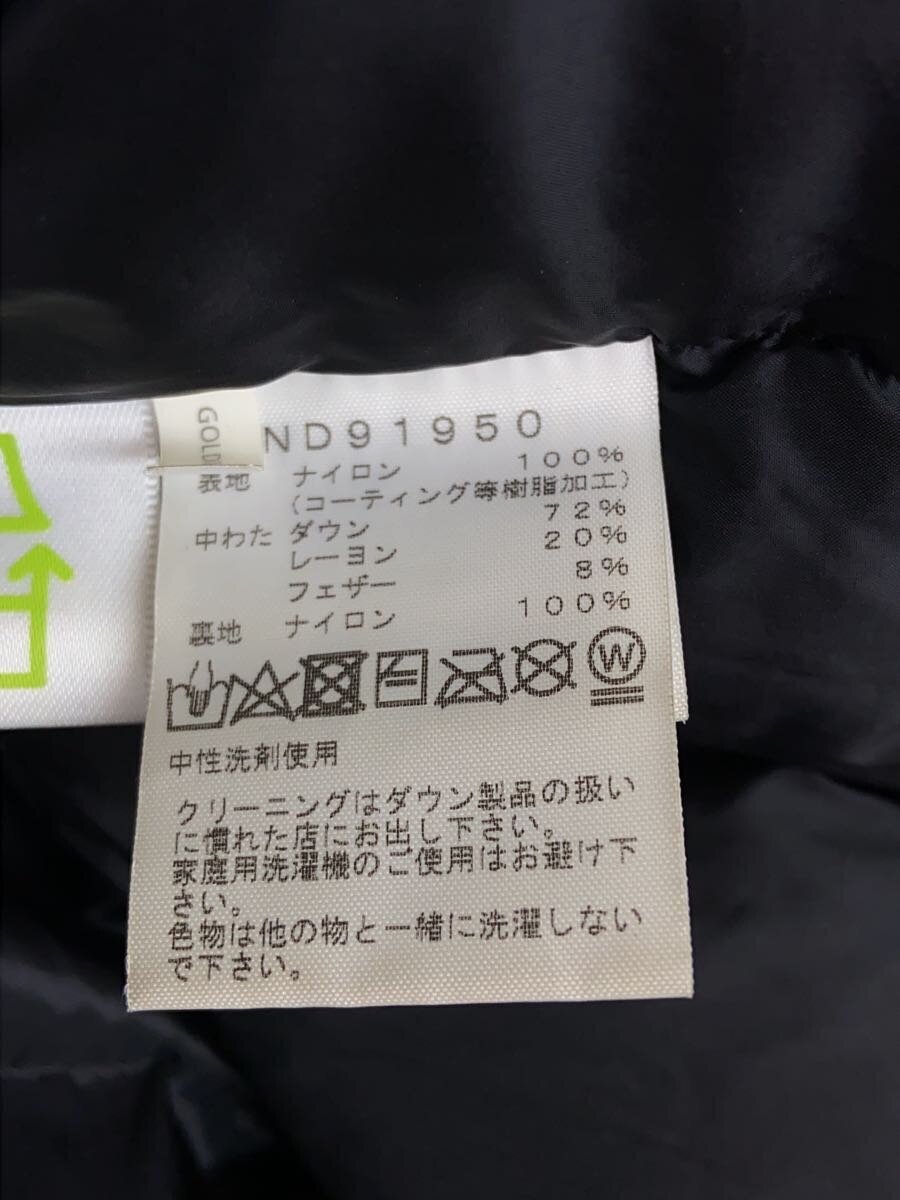 GOLD
ND91950
表地 ナイロン 100%
(コーティング等樹脂加工)
中わた ダウン 72%
レーヨン 20%
フェザー 8%
裏地 ナイロン 100%
W
中性洗剤使用
クリーニングはダウン製品の扱い
に慣れた店にお出し下さい。
家庭用洗濯機のご使用はお避け下
さい。
色物は他の物と一緒に洗濯しない
で下さい。